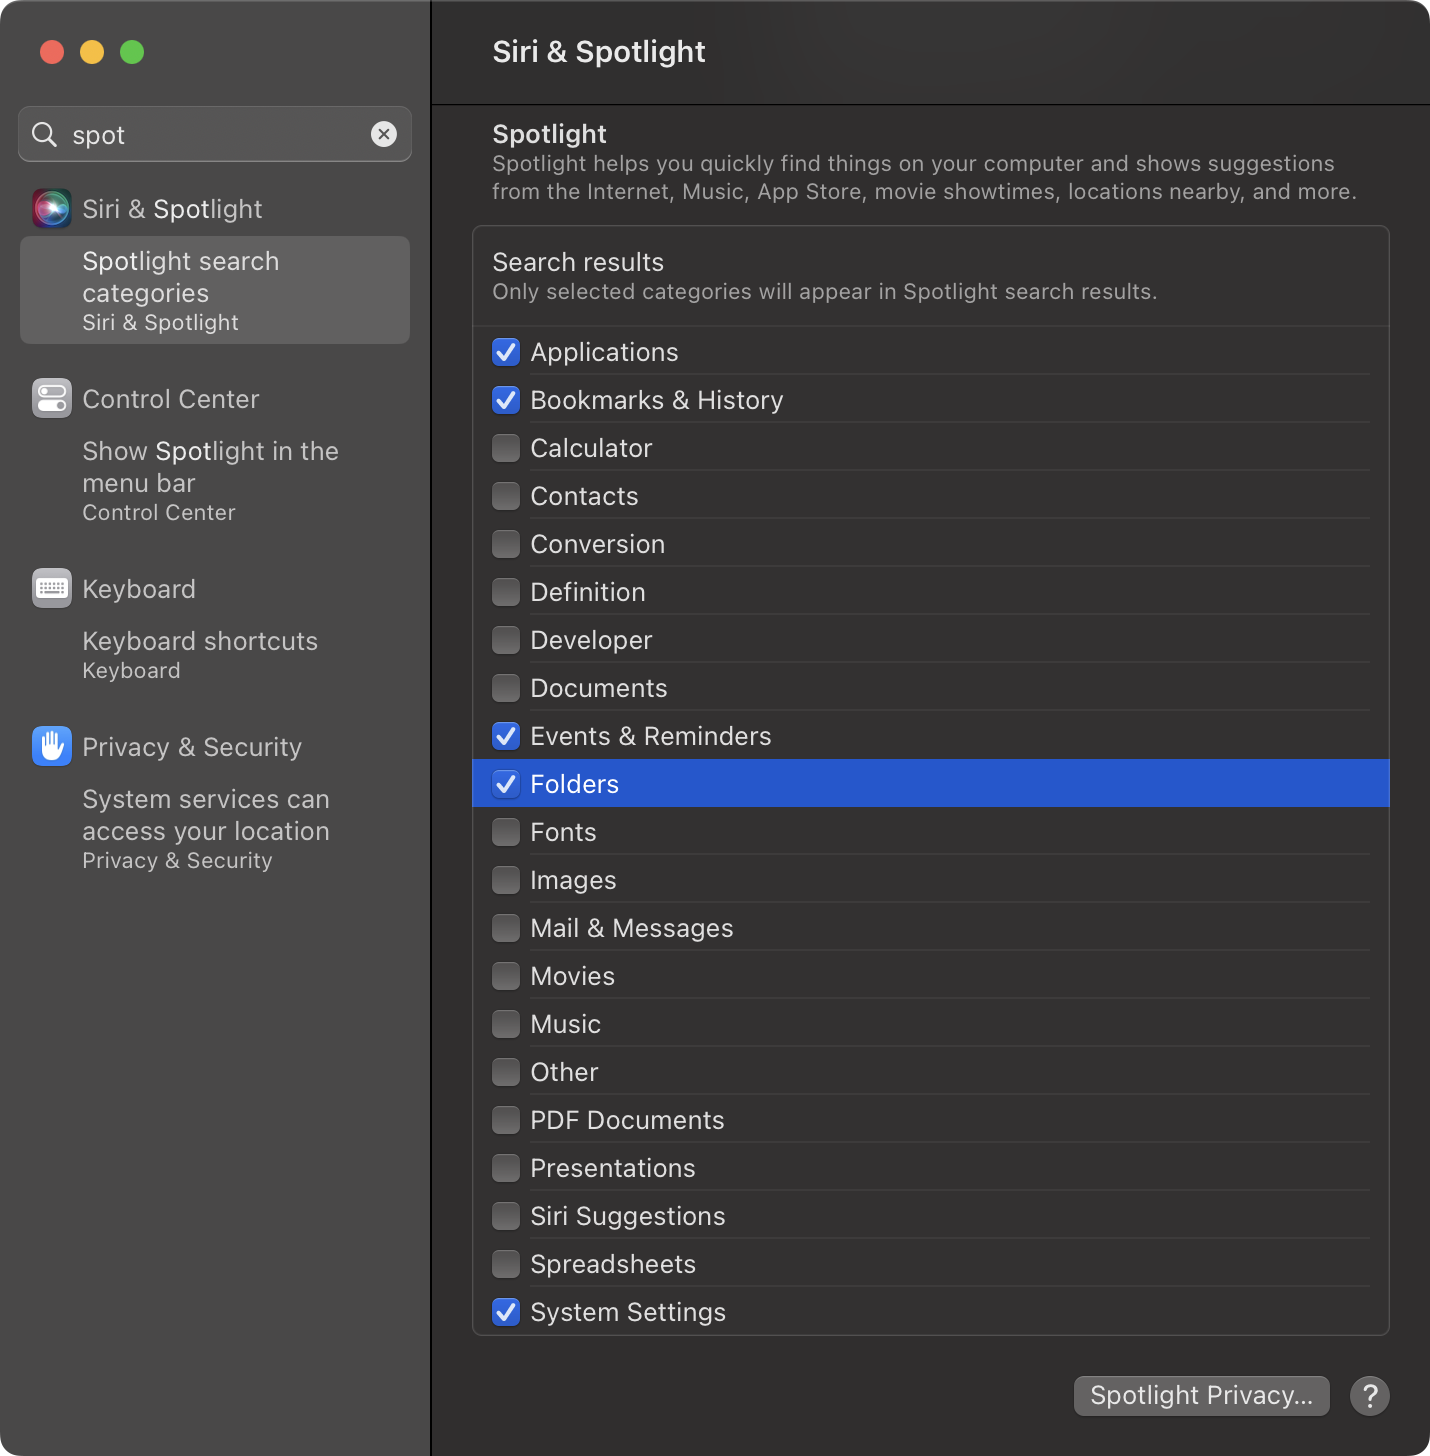 Siri & Spotlight
spot
Siri & Spotlight
Spotlight search
categories
Siri & Spotlight
Control Center
Show Spotlight in the
menu bar
Control Center
Keyboard
Keyboard shortcuts
Keyboard
Privacy & Security
System services can
access your location
Privacy & Security
Spotlight
Spotlight helps you quickly find things on your computer and shows suggestions
from the Internet, Music, App Store, movie showtimes, locations nearby, and more.
Search results
Only selected categories will appear in Spotlight search results.
Applications
Bookmarks & History
Calculator
Contacts
Conversion
Definition
Developer
Documents
Events & Reminders
Folders
Fonts
Images
Mail & Messages
Movies
Music
Other
PDF Documents
Presentations
Siri Suggestions
Spreadsheets
System Settings
Spotlight Privacy... ?